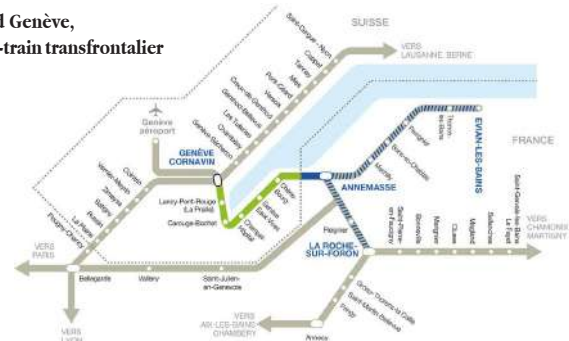 d Genève,
-train transfrontalier
SUISSE
VERS
LAUSANNE, BERNE
Coppet
Tannay
Mies
Pont-Céard
Versoix
Creux-de-Genthod
Genthod-Bellevue
Les Tuileries
Chambésy
Genève-Sécheron
Genève
aéroport
GENÈVE
CORNAVIN
Vernier-Meyrin
Zimeysa
Satigny
Russin
La Plaine
Pougny-Chancy
Lancy-Pont-Rouge
(La Praille)
Carouge-Bachet
Champel
Hôpital
Genève
Eaux-Vives
Chêne-
Bourg
ANNEMASSE
Machilly
Bons-en-Chablais
Perrignier
Thonon-
les-Bains
EVIAN-LES-BAINS
FRANCE
Reignier
LA ROCHE-
SUR-FORON
Saint-Pierre-
en-Faucigny
Bonneville
Marignier
Cluses
Magland
Sallanches
Saint-Gervais-les-Bains
Le Fayet
VERS
CHAMONIX
MARTIGNY
VERS
PARIS
Bellegarde
Valleiry
Saint-Julien-
en-Genevois
VERS
LYON
VERS
AIX-LES-BAINS
CHAMBÉRY
Annecy
Pringy
Saint-Martin-Bellevue
Groisy-Thorens-la-Caille